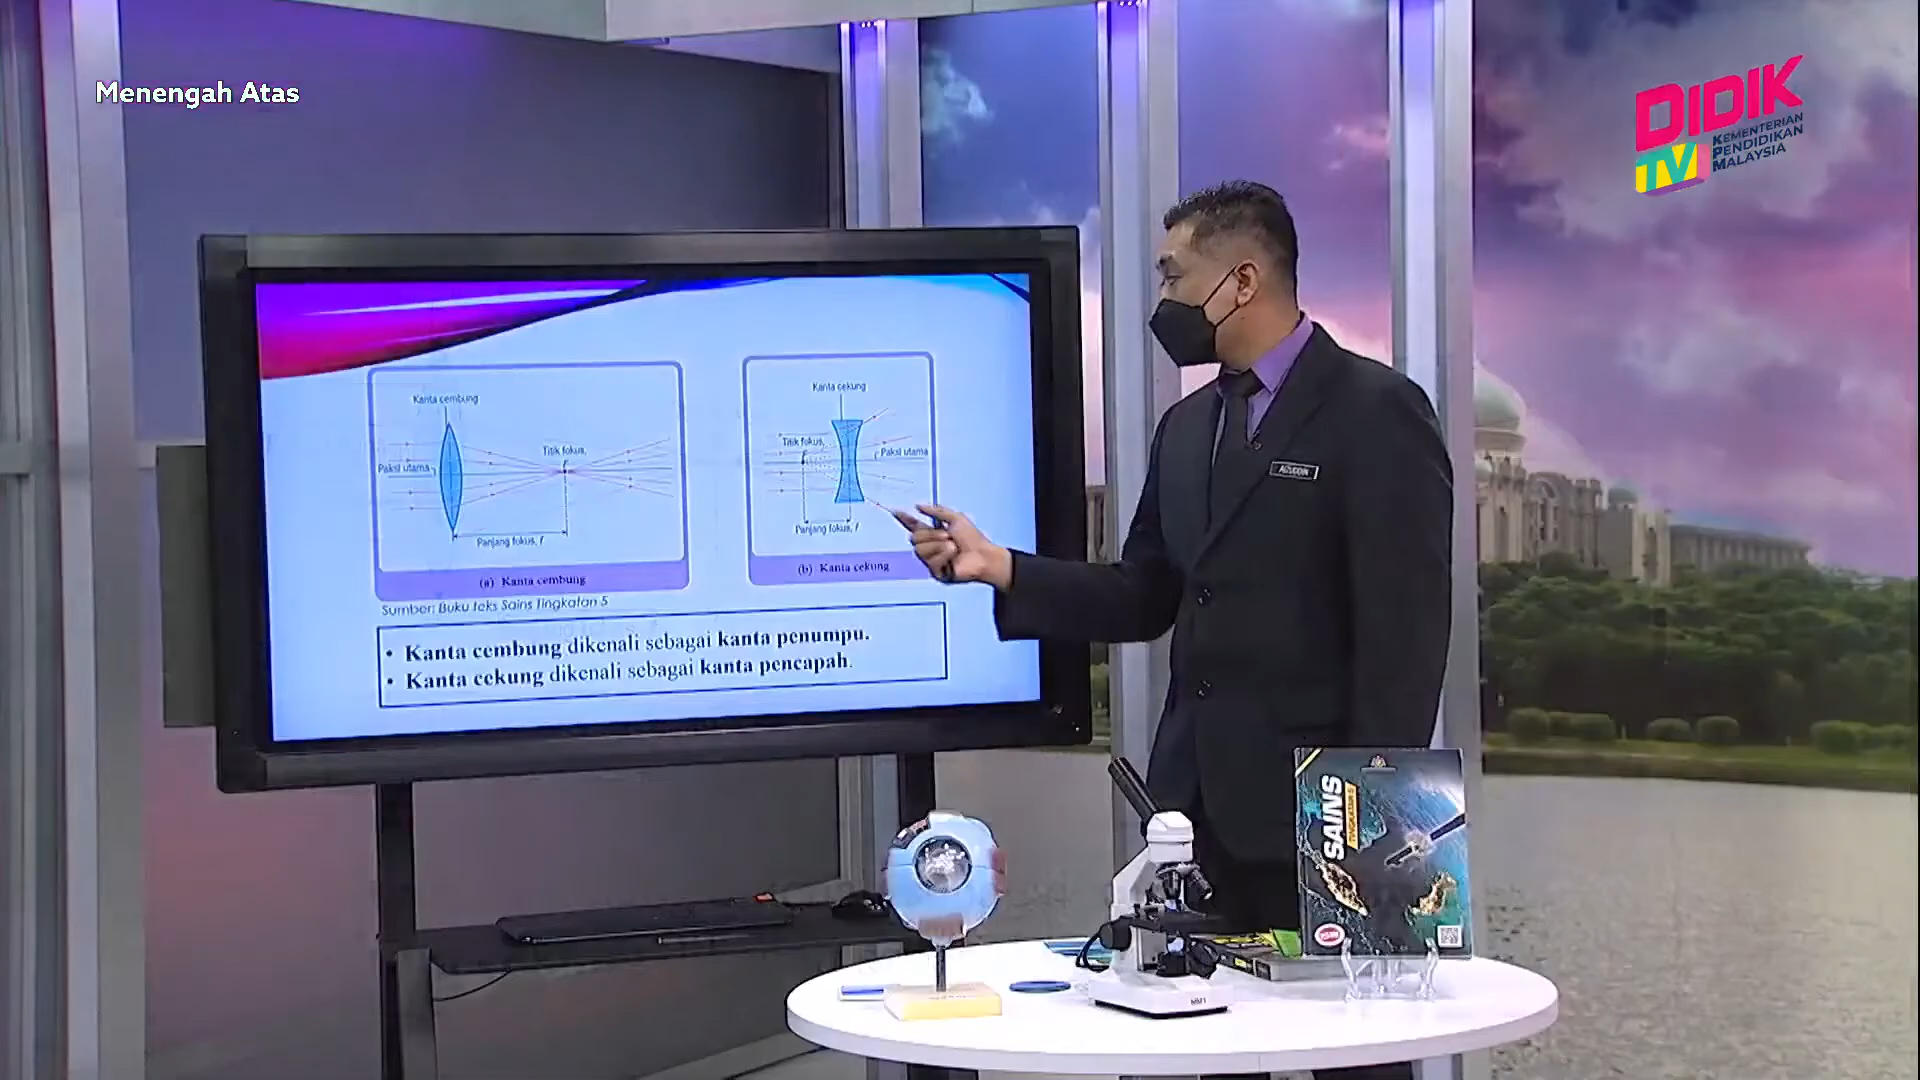 Menengah Atas
DIDIK
TV
KEMENTERIAN
PENDIDIKAN
MALAYSIA
Kanta cembung
Titik fokus,
f
Paksi utama
Panjang fokus, f
(a) Kanta cembung
Kanta cekung
Titik fokus,
f
Paksi utama
Panjang fokus, f
(b) Kanta cekung
Sumber: Buku teks Sains Tingkatan 5
• Kanta cembung dikenali sebagai kanta penumpu.
• Kanta cekung dikenali sebagai kanta pencapah.
SAINS
TINGKATAN 5